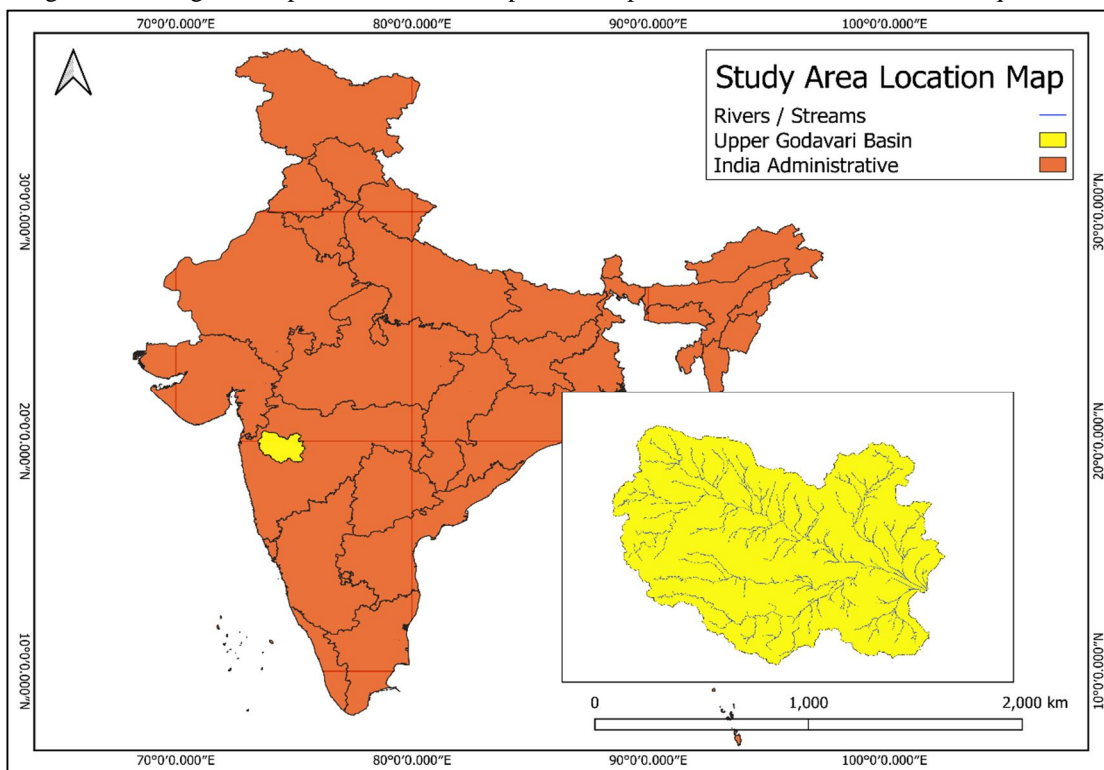 70°0'0.000"E 80°0'0.000"E 90°0'0.000"E 100°0'0.000"E
Study Area Location Map
Rivers / Streams
Upper Godavari Basin
India Administrative
30°0'0.000"N
30°0'0.000"N
20°0'0.000"N
20°0'0.000"N
10°0'0.000"N
10°0'0.000"N
0 1,000 2,000 km
70°0'0.000"E 80°0'0.000"E 90°0'0.000"E 100°0'0.000"E